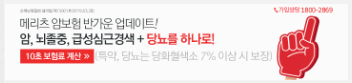 가입상담 1800-2869
메리츠 암보험 반가운 업데이트!
암, 뇌졸중, 급성심근경색 + 당뇨를 하나로!
10초 보험료 계산 » (특약, 당뇨는 당화혈색소 7% 이상 시 보장)